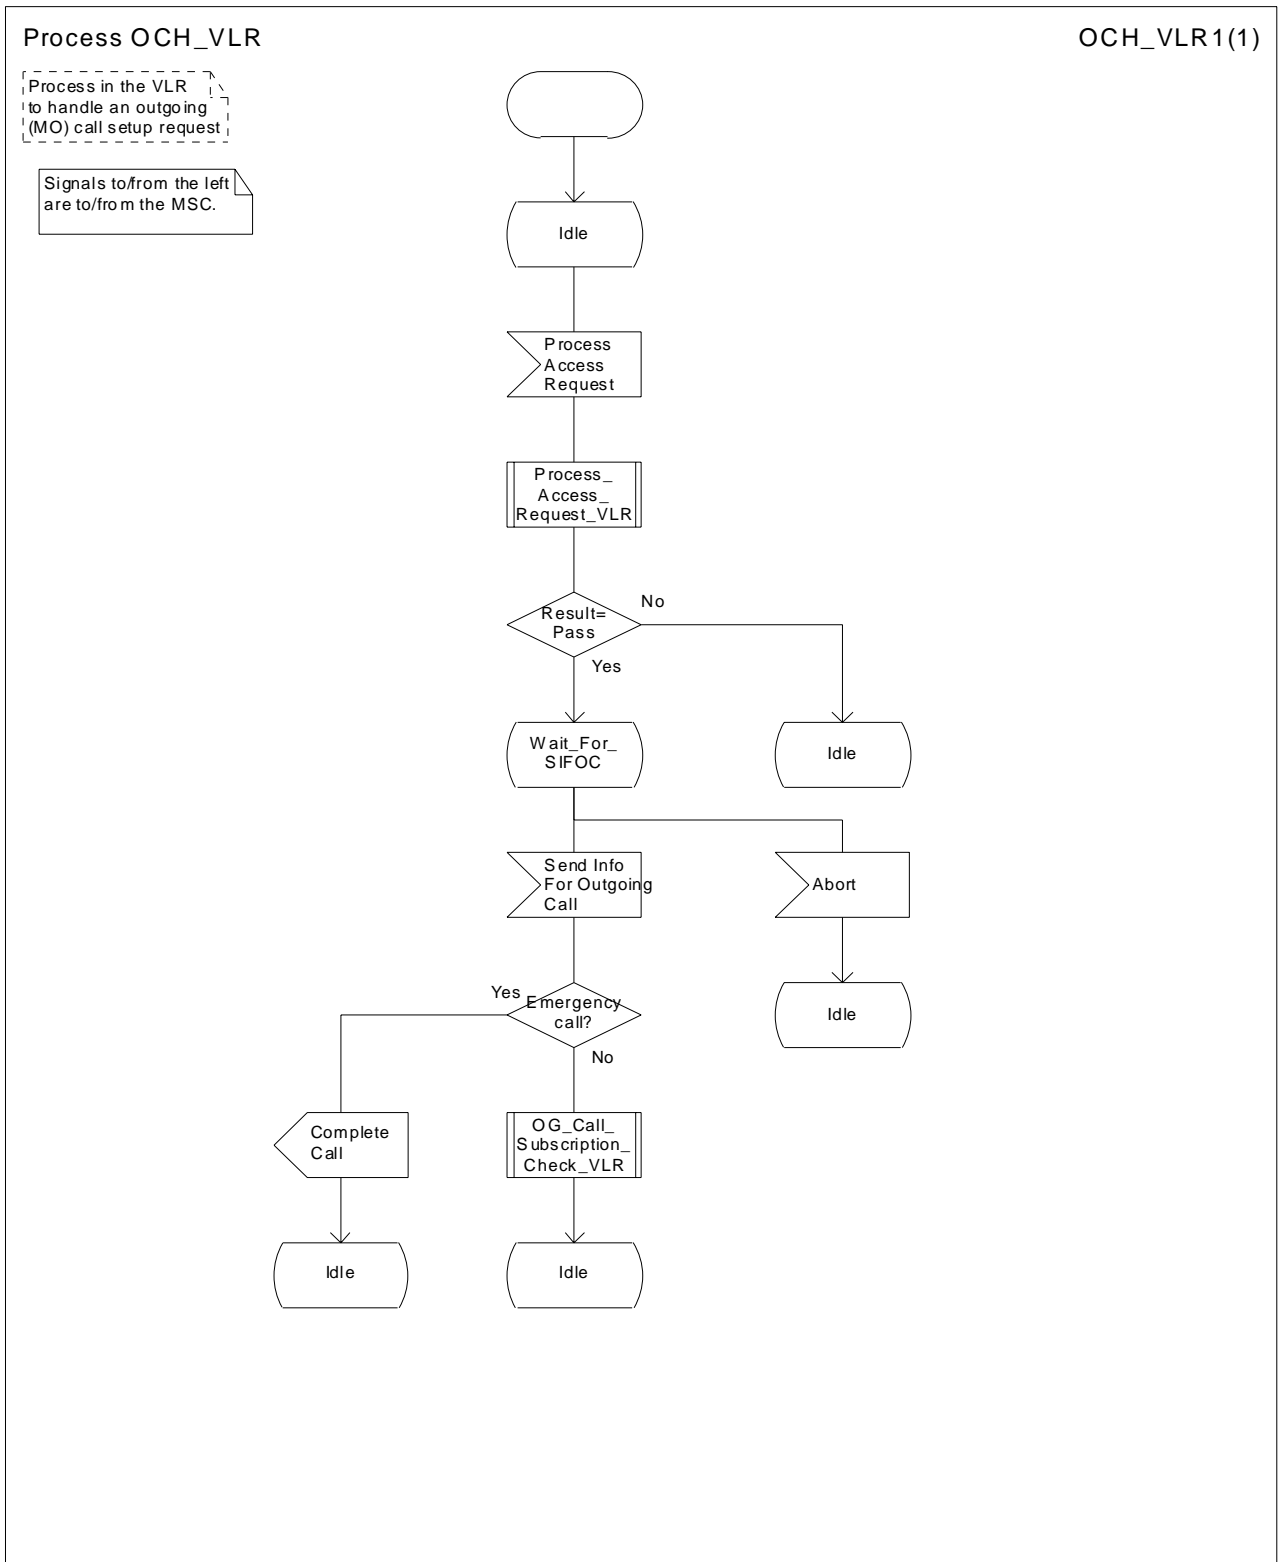 Process OCH_VLR
OCH_VLR1(1)
Process in the VLR
to handle an outgoing
(MO) call setup request
Signals to/from the left
are to/from the MSC.
Idle
Process
Access
Request
Process_
Access_
Request_VLR
Result=
Pass
No
Yes
Wait_For_
SIFOC
Idle
Send Info
For Outgoing
Call
Abort
Yes
Emergency
call?
No
Idle
Complete
Call
OG_Call_
Subscription_
Check_VLR
Idle
Idle